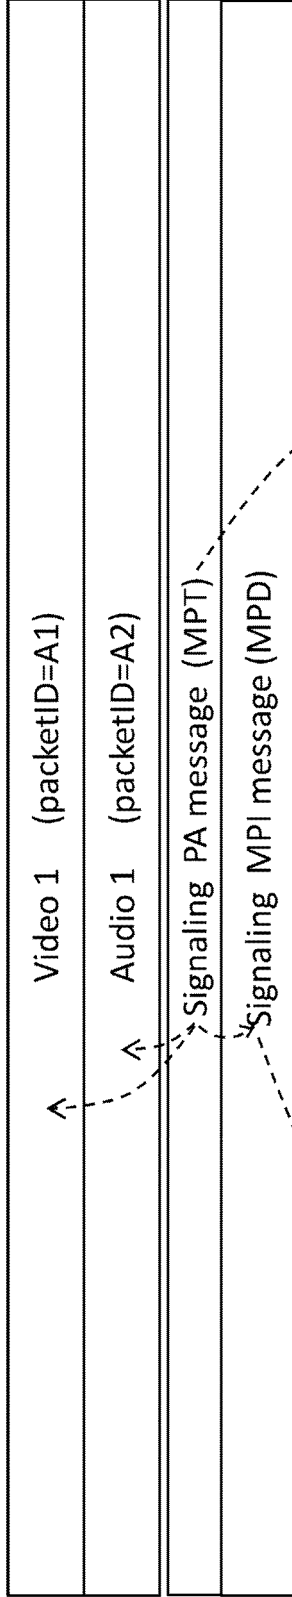 Video 1 (packetID=A1)
Audio 1 (packetID=A2)
Signaling PA message (MPT)
Signaling MPI message (MPD)